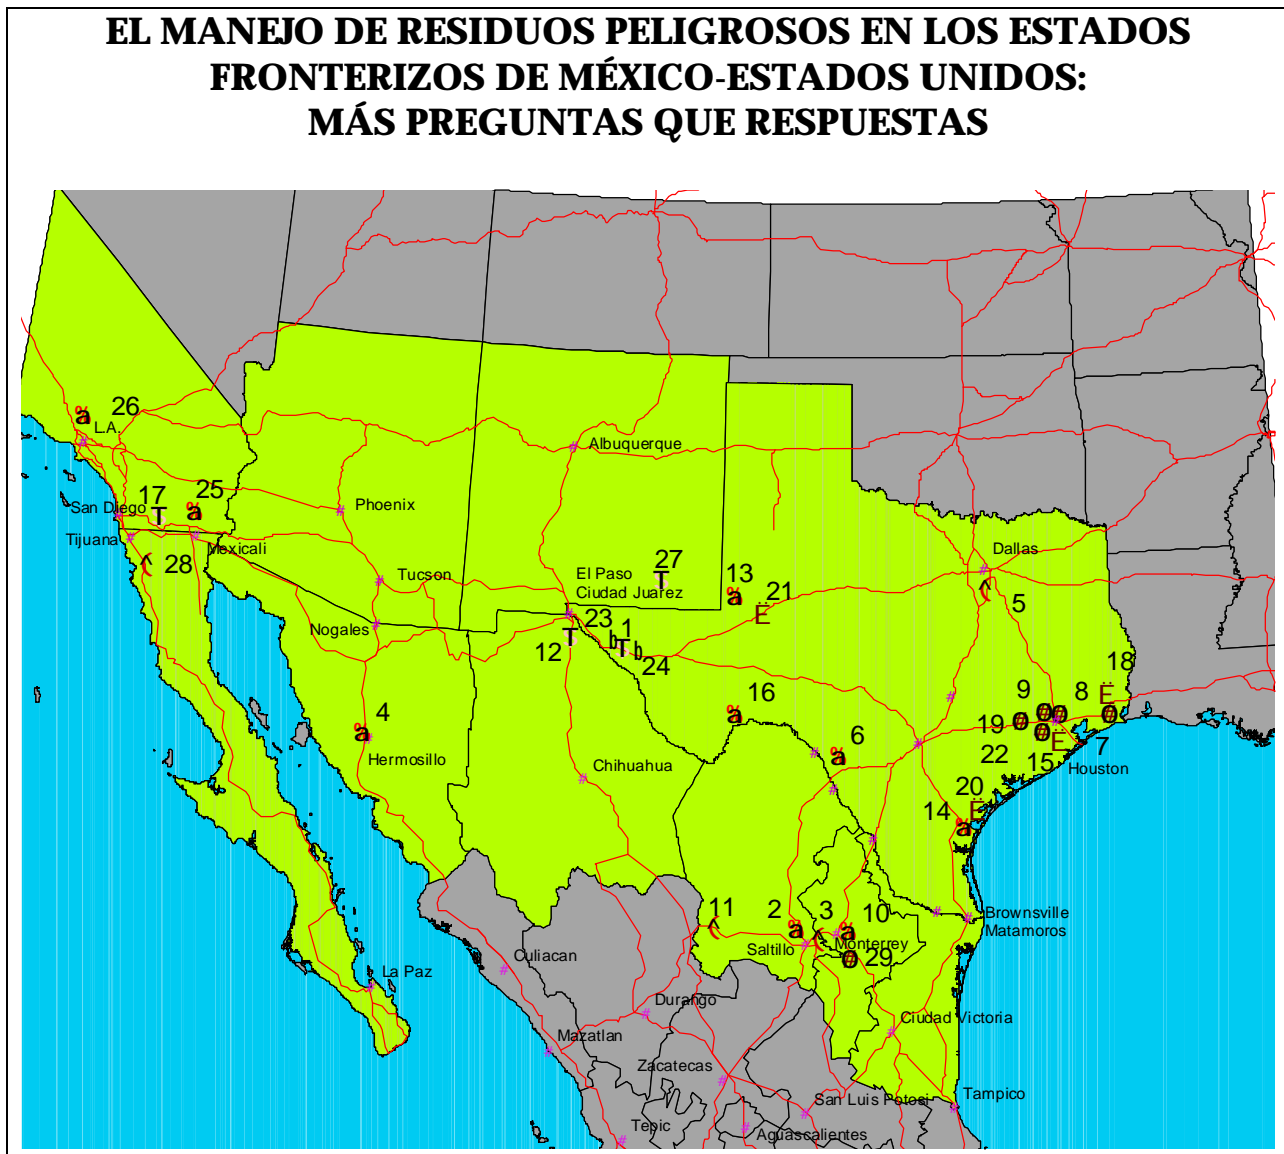 EL MANEJO DE RESIDUOS PELIGROSOS EN LOS ESTADOS
FRONTERIZOS DE MÉXICO-ESTADOS UNIDOS:
MÁS PREGUNTAS QUE RESPUESTAS
26
L.A.
Albuquerque
17
25
San Diego
T
Phoenix
Tijuana
Mexicali
28
Dallas
27
El Paso
T
13
Tucson
Ciudad Juarez
21
Ë
5
23
Nogales
1
12
T
b
T
b
24
18
16
9
8
Ë
4
19
6
22
15
Ë
7
Hermosillo
Houston
Chihuahua
20
14
Ë
11
2
3
10
Brownsville
Matamoros
Saltillo
Monterrey
29
Culiacan
La Paz
Durango
Ciudad Victoria
Mazatlan
Zacatecas
San Luis Potosi
Tampico
Tepic
Aguascalientes